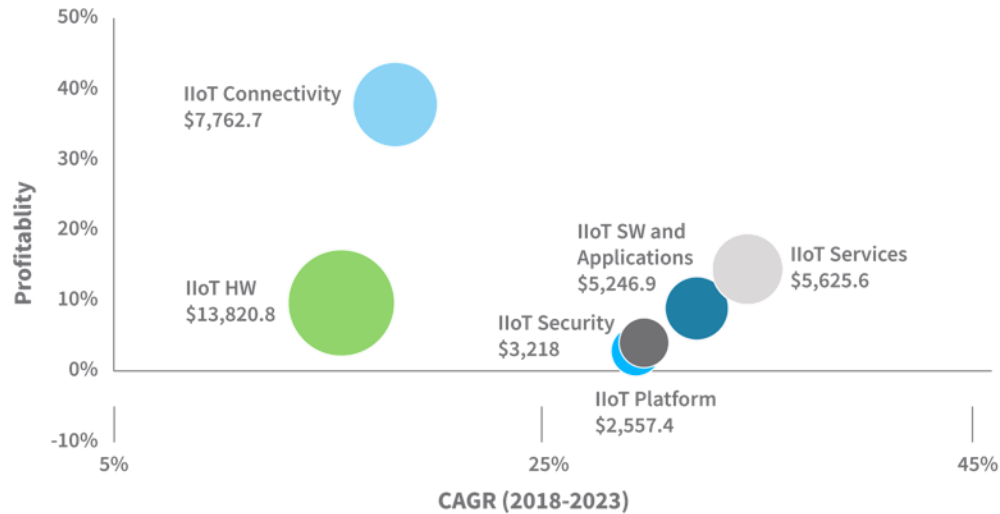 50%
40%
30%
20%
10%
0%
-10%
Profitablity
IIoT Connectivity
$7,762.7
IIoT HW
$13,820.8
IIoT SW and
Applications
$5,246.9
IIoT Services
$5,625.6
IIoT Security
$3,218
IIoT Platform
$2,557.4
5%
25%
45%
CAGR (2018-2023)